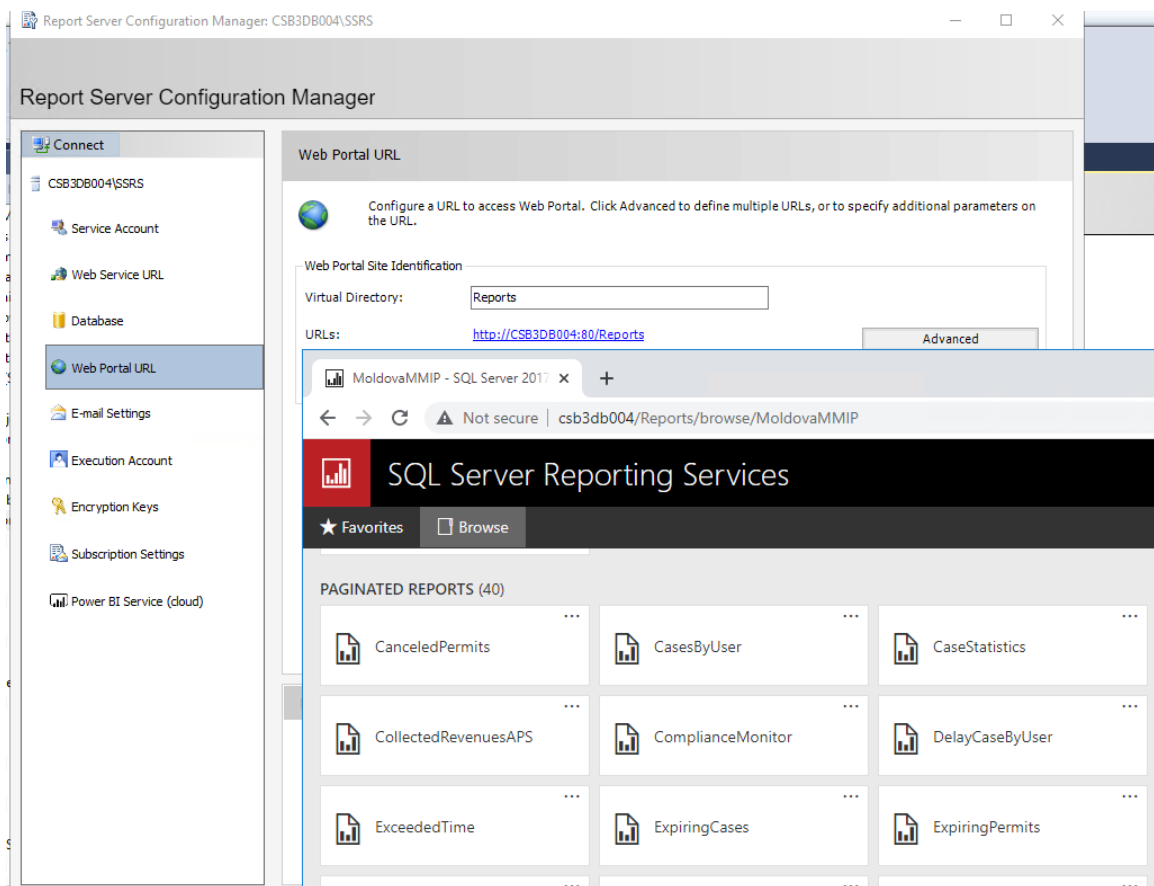 Report Server Configuration Manager: CSB3DB004\SSRS
Report Server Configuration Manager
Connect
CSB3DB004\SSRS
Service Account
Web Service URL
Database
Web Portal URL
E-mail Settings
Execution Account
Encryption Keys
Subscription Settings
Power BI Service (cloud)
Web Portal URL
Configure a URL to access Web Portal. Click Advanced to define multiple URLs, or to specify additional parameters on
the URL.
Web Portal Site Identification
Virtual Directory:
Reports
URLs:
http://CSB3DB004:80/Reports
Advanced
MoldovaMMIP - SQL Server 2017
Not secure
csb3db004/Reports/browse/MoldovaMMIP
SQL Server Reporting Services
Favorites
Browse
PAGINATED REPORTS (40)
CanceledPermits
CasesByUser
CaseStatistics
CollectedRevenuesAPS
ComplianceMonitor
DelayCaseByUser
ExceededTime
ExpiringCases
ExpiringPermits